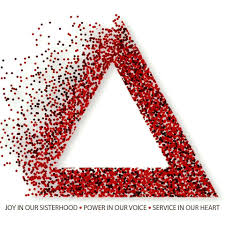 JOY IN OUR SISTERHOOD • POWER IN OUR VOICE • SERVICE IN OUR HEART